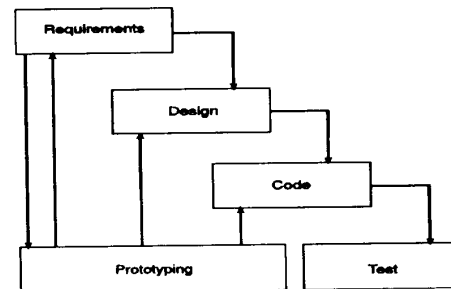 Requirements
Design
Code
Prototyping
Test